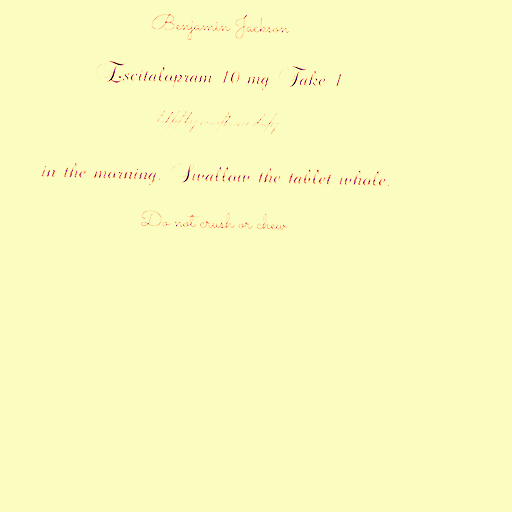 Benjamin Jackson
Escitalopram 10 mg Take 1
in the morning. Swallow the tablet whole.
Do not crush or chew